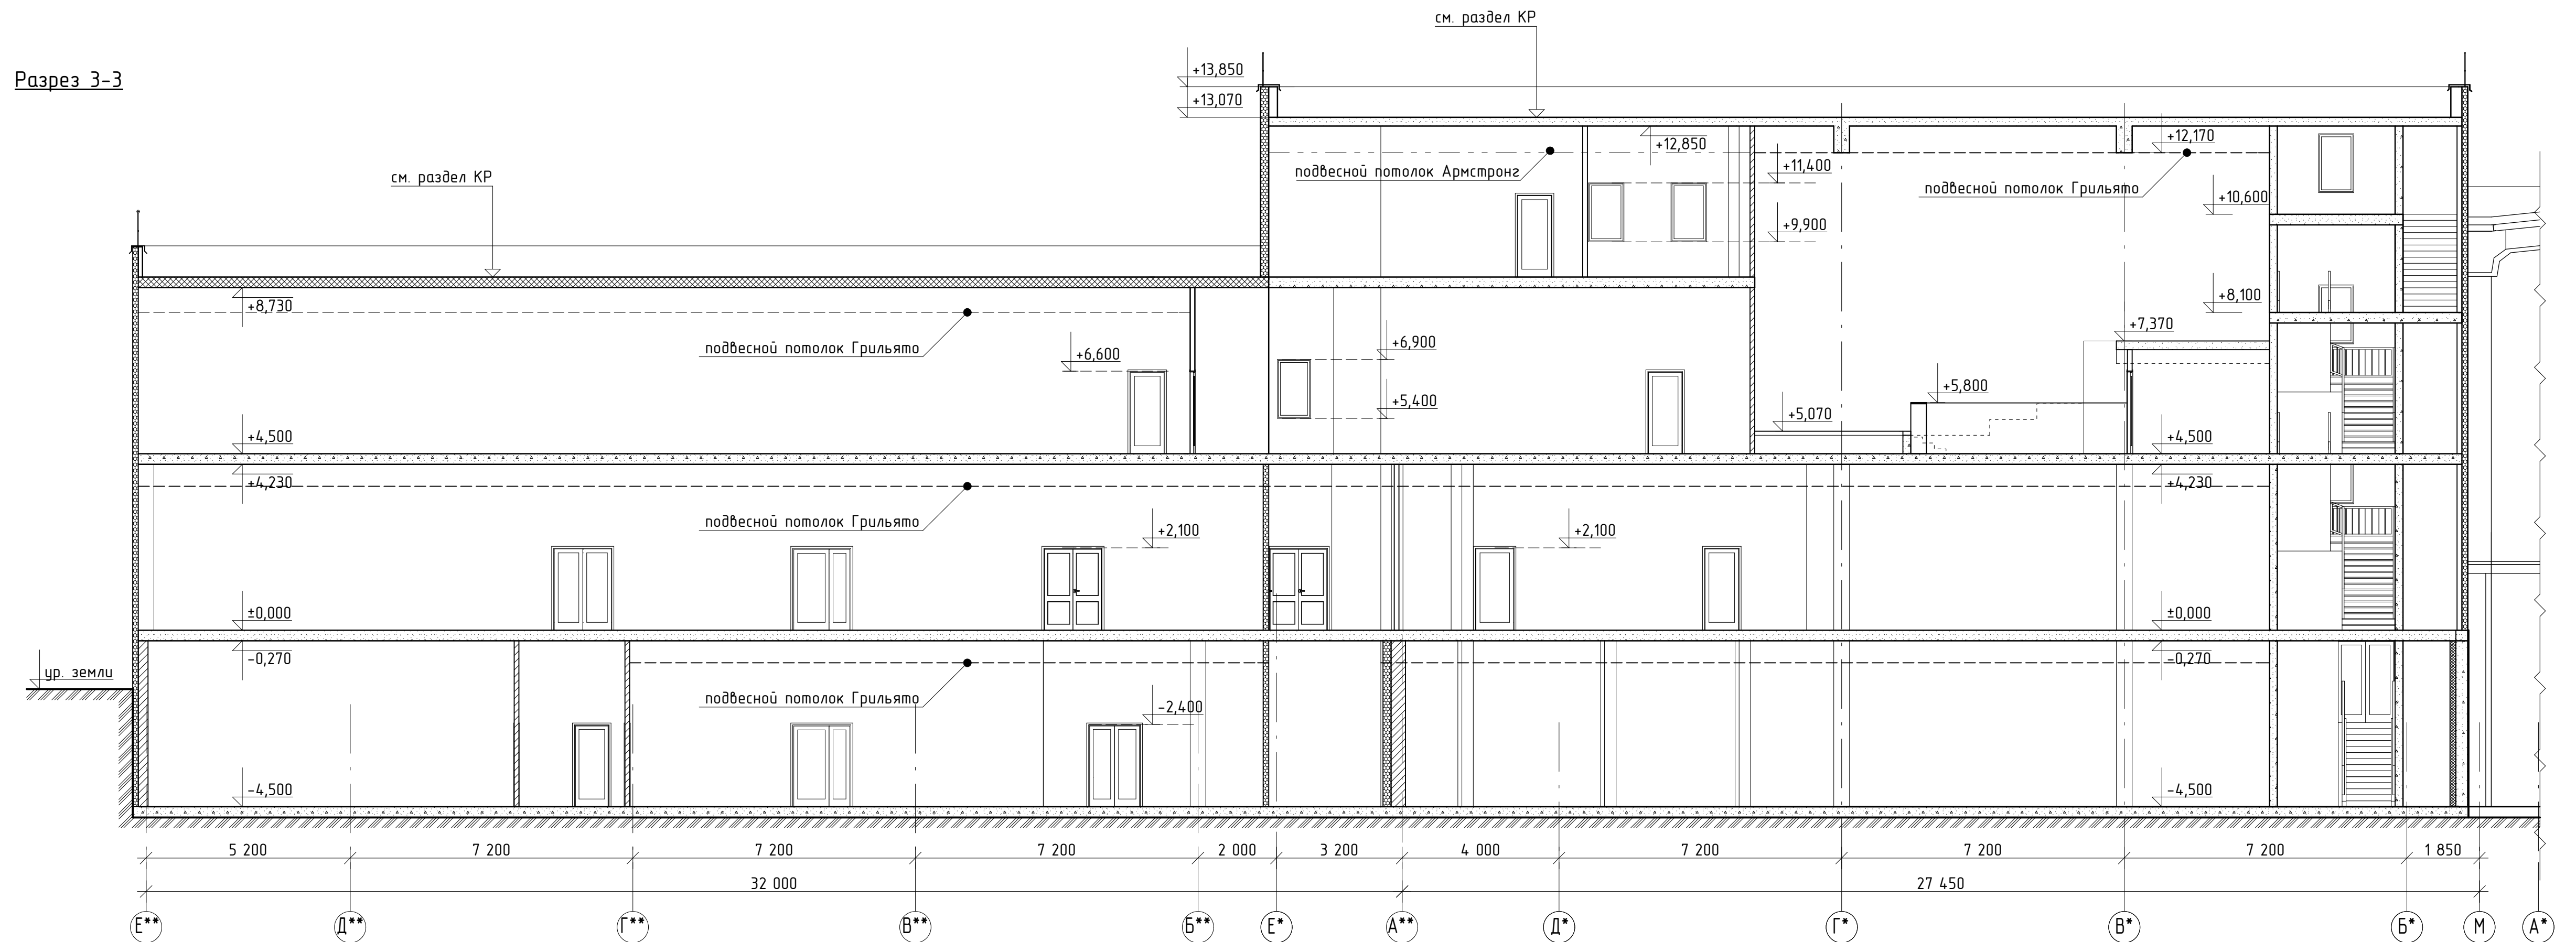 см. раздел КР
+13,850
Разрез 3-3
+13,070
+12,850
+12,170
подвесной потолок Армстронг
+11,400
см. раздел КР
подвесной потолок Грильято
+10,600
+9,900
+8,730
+8,100
+7,370
подвесной потолок Грильято
+6,600
+6,900
+5,800
+5,400
+5,070
+4,500
+4,500
+4,230
+4,230
подвесной потолок Грильято
+2,100
+2,100
±0,000
±0,000
-0,270
-0,270
ур. земли
подвесной потолок Грильято
-2,400
-4,500
-4,500
5 200
7 200
7 200
7 200
2 000
3 200
4 000
7 200
7 200
7 200
1 850
32 000
27 450
Е**
Д**
Г**
В**
Б**
Е*
А**
Д*
Г*
В*
Б*
М
А*